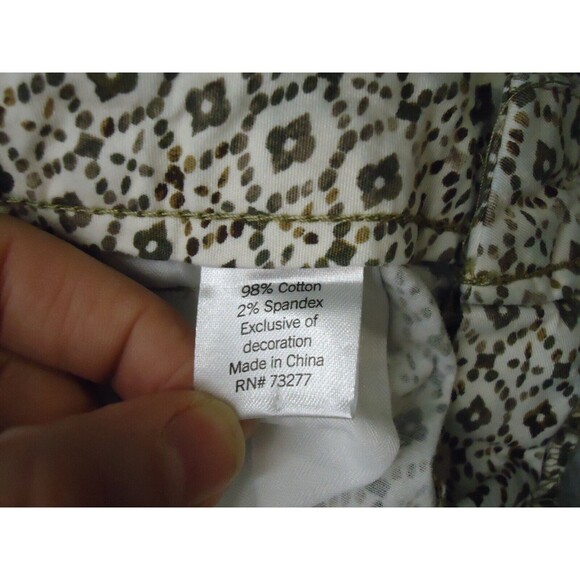 98% Cotton
2% Spandex
Exclusive of
decoration
Made in China
RN# 73277